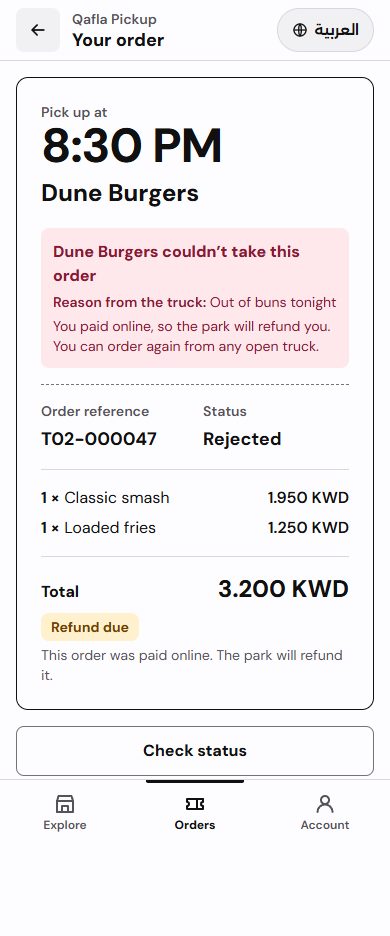 Qafla Pickup
Your order
العربية
Pick up at
8:30 PM
Dune Burgers
Dune Burgers couldn’t take this
order
Reason from the truck: Out of buns tonight
You paid online, so the park will refund you.
You can order again from any open truck.
Order reference
Status
T02-000047
Rejected
1 × Classic smash 1.950 KWD
1 × Loaded fries 1.250 KWD
Total 3.200 KWD
Refund due
This order was paid online. The park will refund
it.
Check status
Explore
Orders
Account